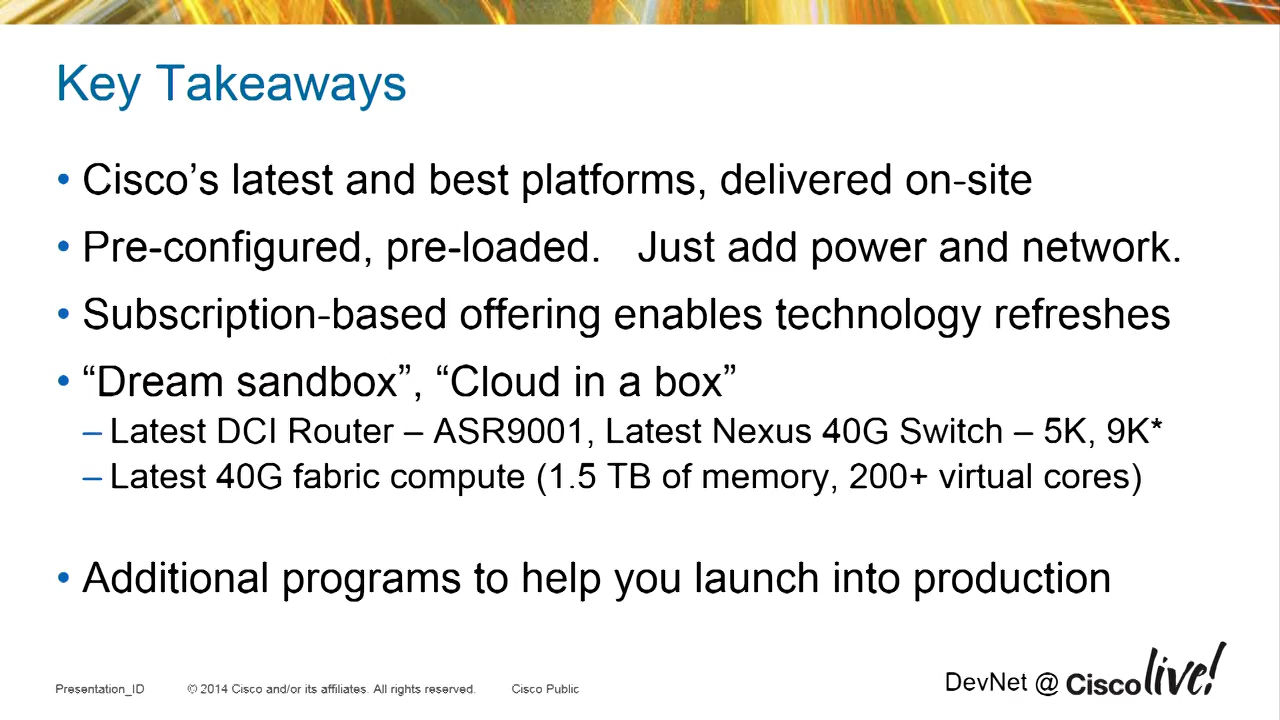 Key Takeaways
• Cisco’s latest and best platforms, delivered on-site
• Pre-configured, pre-loaded.   Just add power and network.
• Subscription-based offering enables technology refreshes
• “Dream sandbox”, “Cloud in a box”
– Latest DCI Router – ASR9001, Latest Nexus 40G Switch – 5K, 9K*
– Latest 40G fabric compute (1.5 TB of memory, 200+ virtual cores)
• Additional programs to help you launch into production
Presentation_ID © 2014 Cisco and/or its affiliates. All rights reserved. Cisco Public
DevNet @ Cisco live!